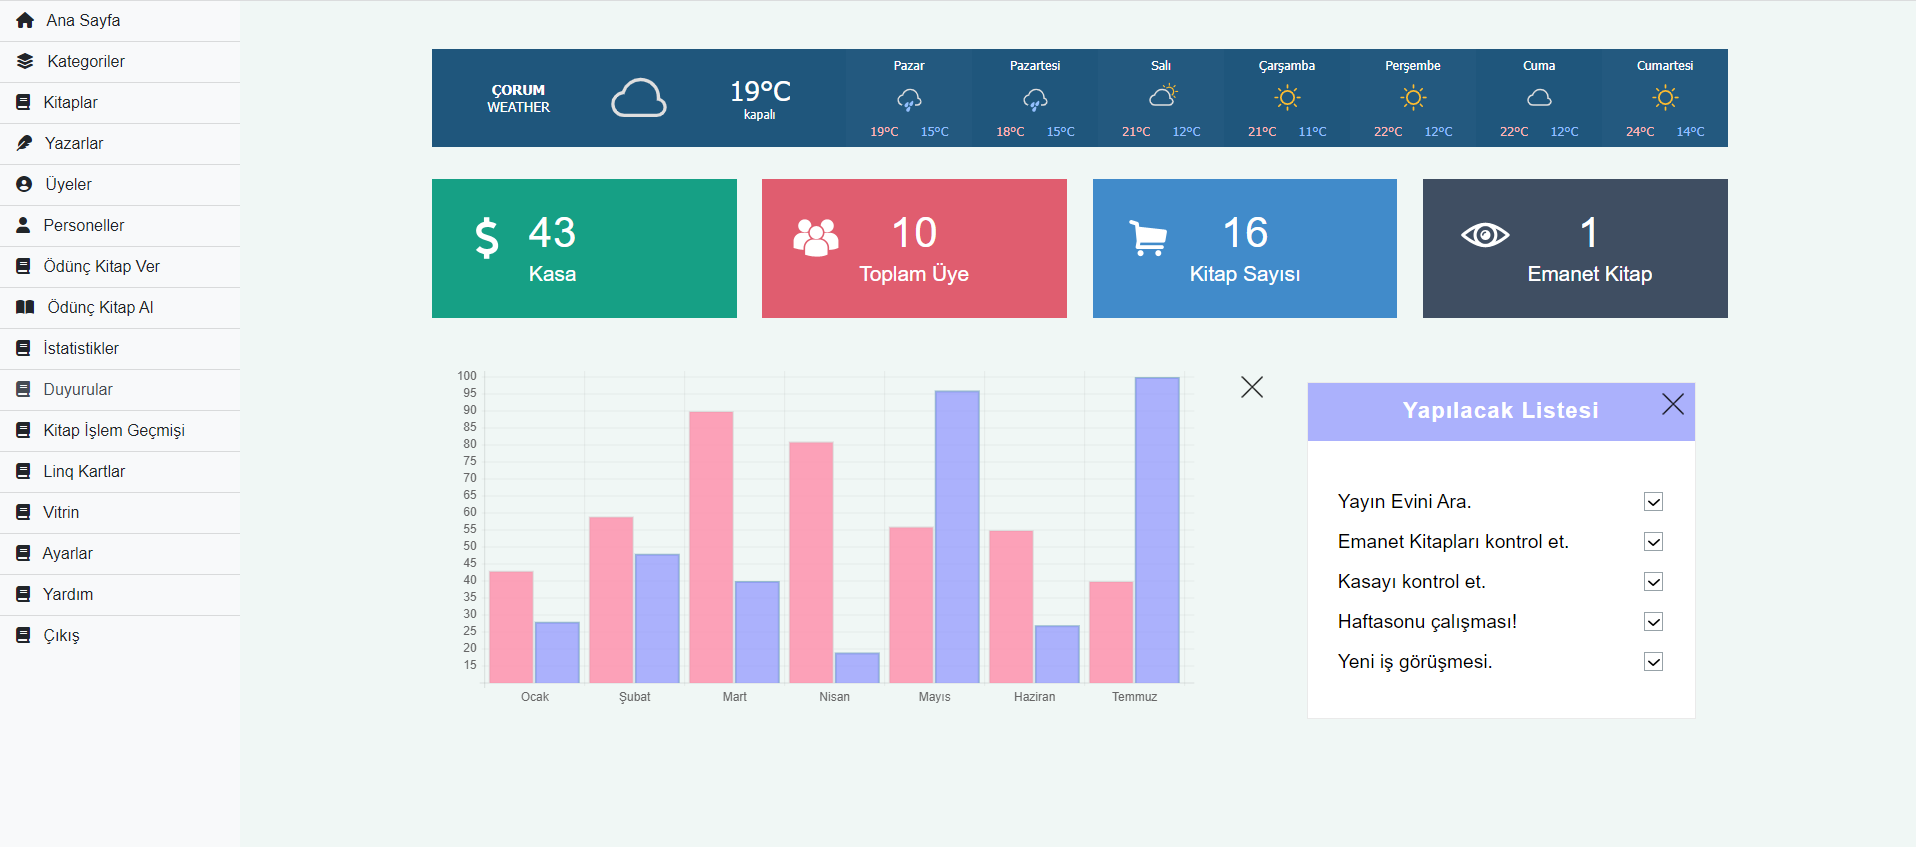 Ana Sayfa
Kategoriler
Kitaplar
Yazarlar
Üyeler
Personeller
Ödünç Kitap Ver
Ödünç Kitap Al
İstatistikler
Duyurular
Kitap İşlem Geçmişi
Linq Kartlar
Vitrin
Ayarlar
Yardım
Çıkış
ÇORUM
WEATHER
19°C
kapalı
Pazar
19°C 15°C
Pazartesi
18°C 15°C
Salı
21°C 12°C
Çarşamba
21°C 11°C
Perşembe
22°C 12°C
Cuma
22°C 12°C
Cumartesi
24°C 14°C
43
Kasa
10
Toplam Üye
16
Kitap Sayısı
1
Emanet Kitap
100
95
90
85
80
75
70
65
60
55
50
45
40
35
30
25
20
15
Ocak Şubat Mart Nisan Mayıs Haziran Temmuz
Yapılacak Listesi
Yayın Evini Ara.
Emanet Kitapları kontrol et.
Kasayı kontrol et.
Haftasonu çalışması!
Yeni iş görüşmesi.